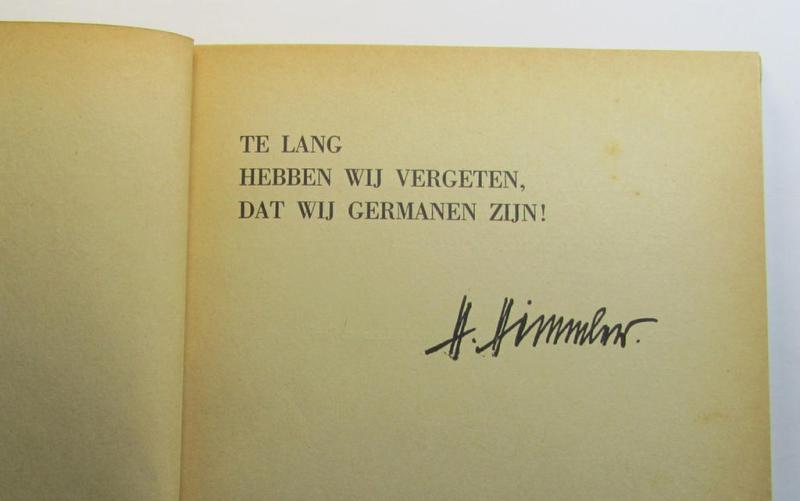 TE LANG
HEBBEN WIJ VERGETEN,
DAT WIJ GERMANEN ZIJN!
H. Himmler.